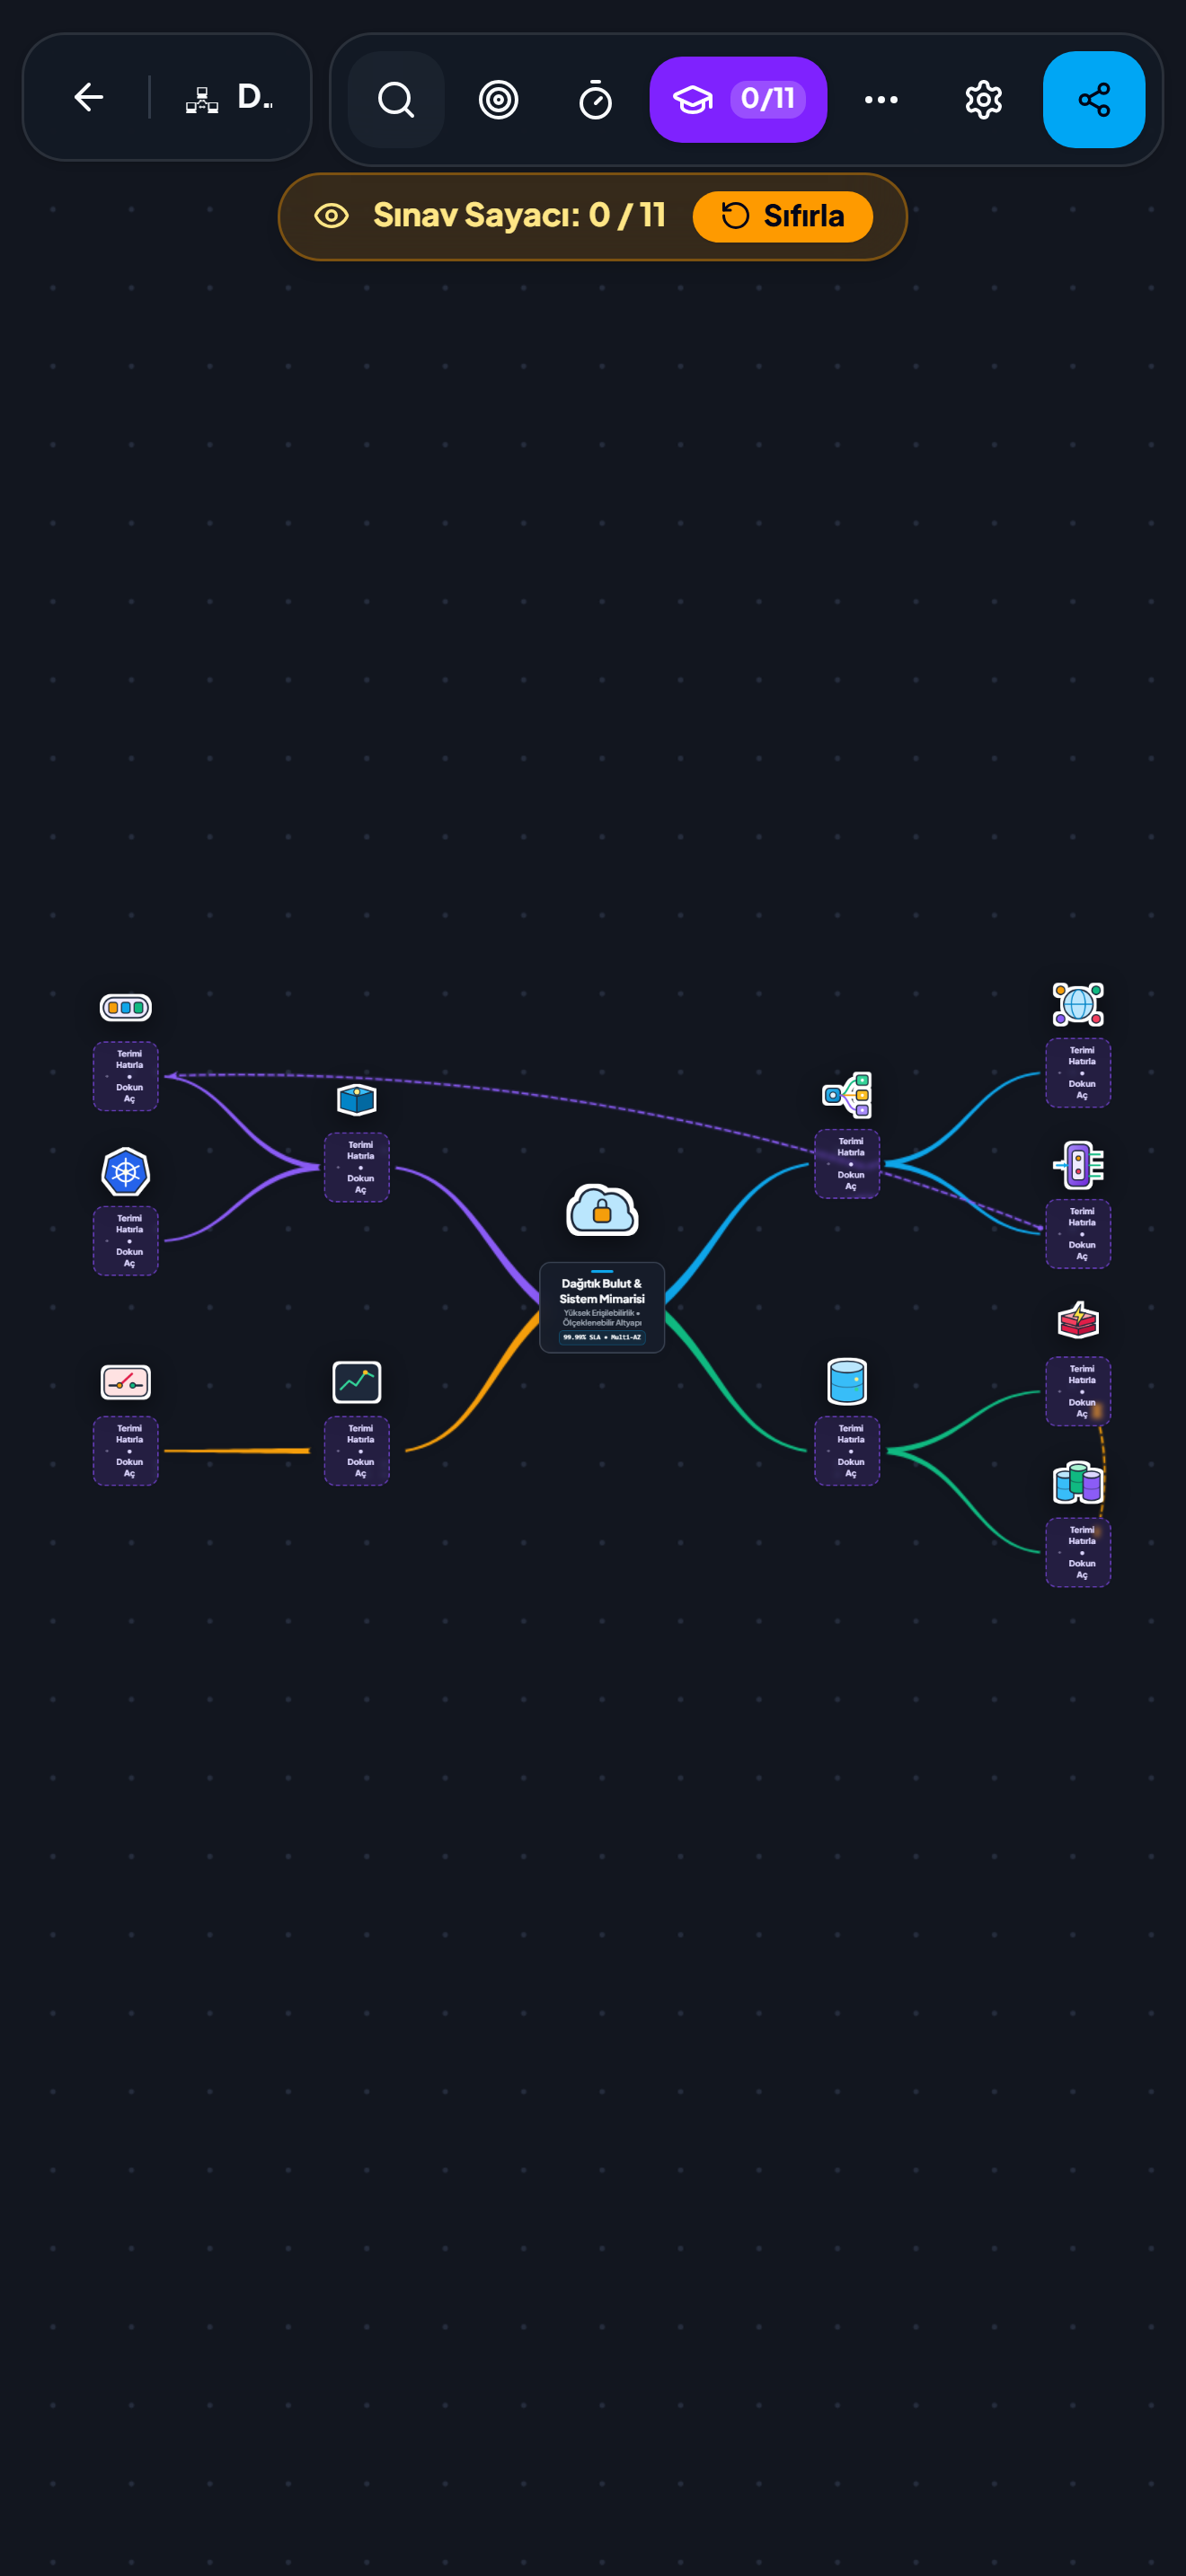 D..
0/11
Sınav Sayacı: 0 / 11
Sıfırla
Terimi
Hatırla
•
Dokun
Aç
Terimi
Hatırla
•
Dokun
Aç
Terimi
Hatırla
•
Dokun
Aç
Terimi
Hatırla
•
Dokun
Aç
Terimi
Hatırla
•
Dokun
Aç
Terimi
Hatırla
•
Dokun
Aç
Terimi
Hatırla
•
Dokun
Aç
Dağıtık Bulut &
Sistem Mimarisi
Yüksek Erişilebilirlik •
Ölçeklenebilir Altyapı
99.99% SLA • Multi-AZ
Terimi
Hatırla
•
Dokun
Aç
Terimi
Hatırla
•
Dokun
Aç
Terimi
Hatırla
•
Dokun
Aç
Terimi
Hatırla
•
Dokun
Aç